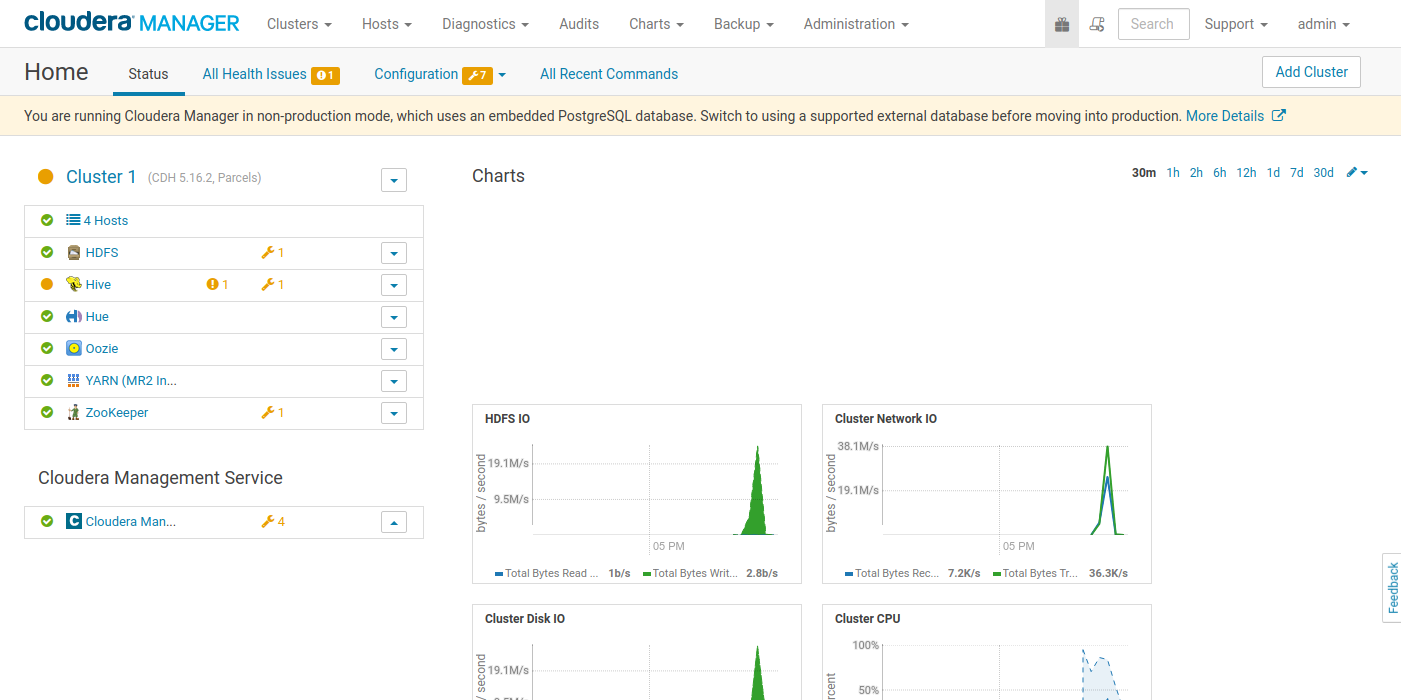 cloudera MANAGER Clusters Hosts Diagnostics Audits Charts Backup Administration Search Support admin
Home Status All Health Issues 1 Configuration 7 All Recent Commands Add Cluster
You are running Cloudera Manager in non-production mode, which uses an embedded PostgreSQL database. Switch to using a supported external database before moving into production. More Details
Cluster 1 (CDH 5.16.2, Parcels)
4 Hosts
HDFS 1
Hive 1 1
Hue
Oozie
YARN (MR2 In...
ZooKeeper 1
Cloudera Management Service
C Cloudera Man... 4
Charts 30m 1h 2h 6h 12h 1d 7d 30d
HDFS IO
bytes / second
19.1M/s
9.5M/s
05 PM
Total Bytes Read ... 1b/s Total Bytes Writ... 2.8b/s
Cluster Network IO
bytes / second
38.1M/s
19.1M/s
05 PM
Total Bytes Rec... 7.2K/s Total Bytes Tr... 36.3K/s
Cluster Disk IO
19.1M/s
Cluster CPU
100%
50%
Feedback